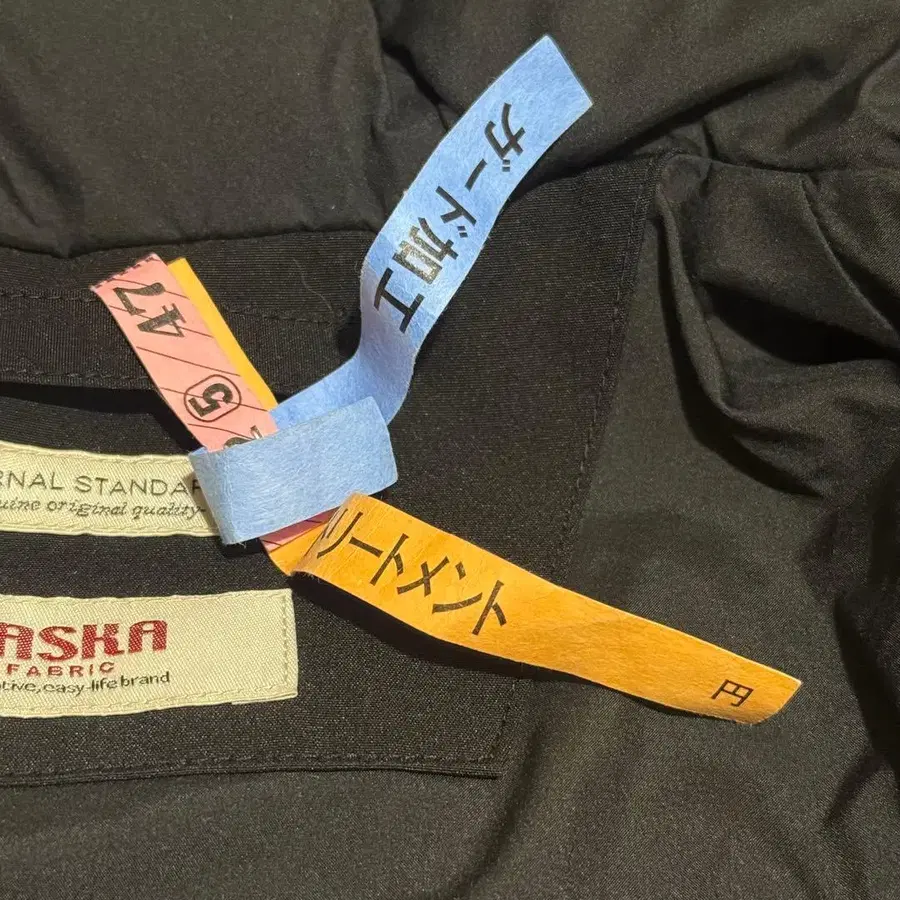 ガード加工
47
5
RNAL STANDAR
uine original quality-
リートメント
円
ASKA
FABRIC
tive, easy-life brand